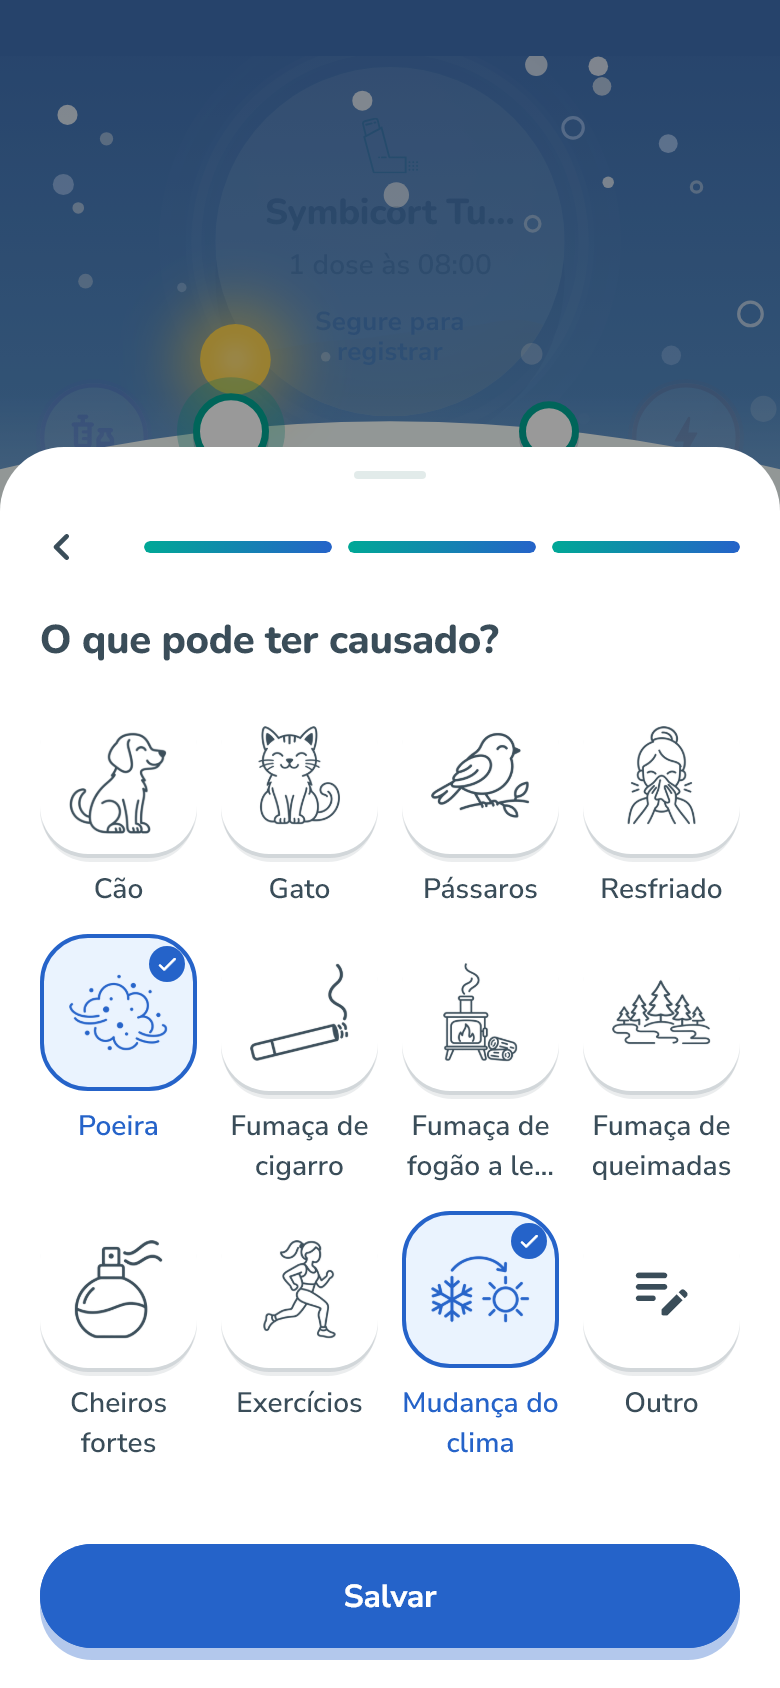 Symbicort Tu...
1 dose às 08:00
Segure para
registrar
O que pode ter causado?
Cão
Gato
Pássaros
Resfriado
Poeira
Fumaça de
cigarro
Fumaça de
fogão a le...
Fumaça de
queimadas
Cheiros
fortes
Exercícios
Mudança do
clima
Outro
Salvar